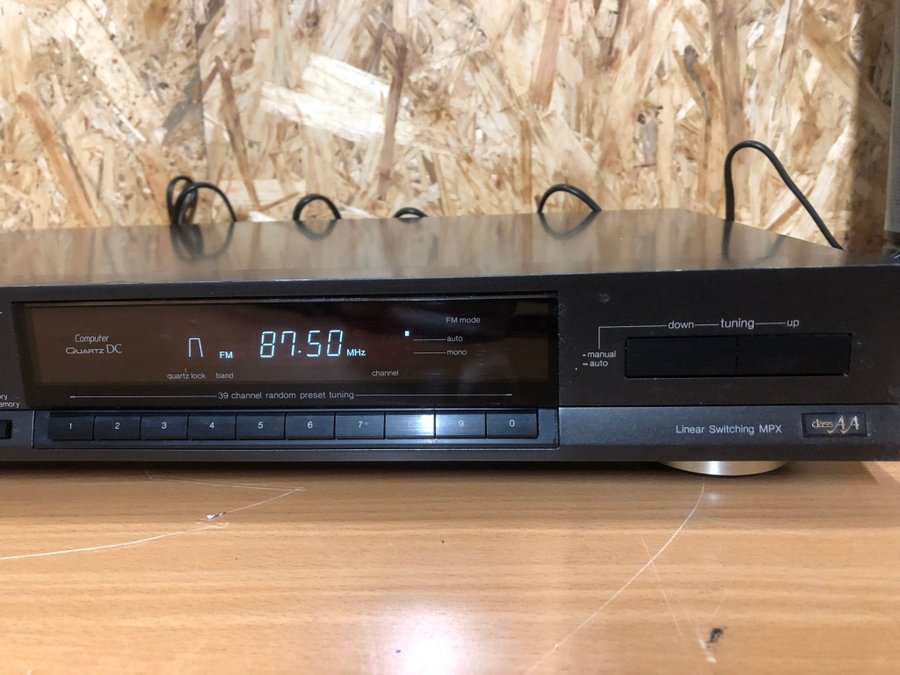 Computer
QUARTZ DC
FM
87.50 MHz
FM mode
auto
mono
quartz lock
band
channel
39 channel random preset tuning
1 2 3 4 5 6 7 9 0
down tuning up
manual
auto
Linear Switching MPX
class AA